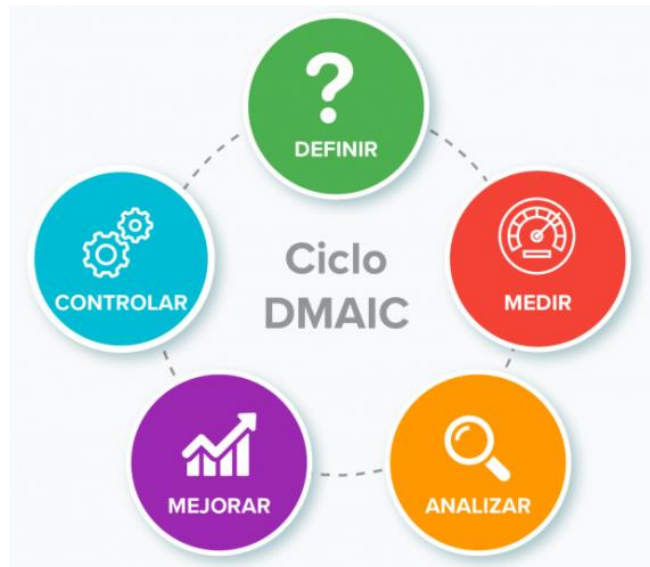 ?
DEFINIR
MEDIR
ANALIZAR
MEJORAR
CONTROLAR
Ciclo
DMAIC